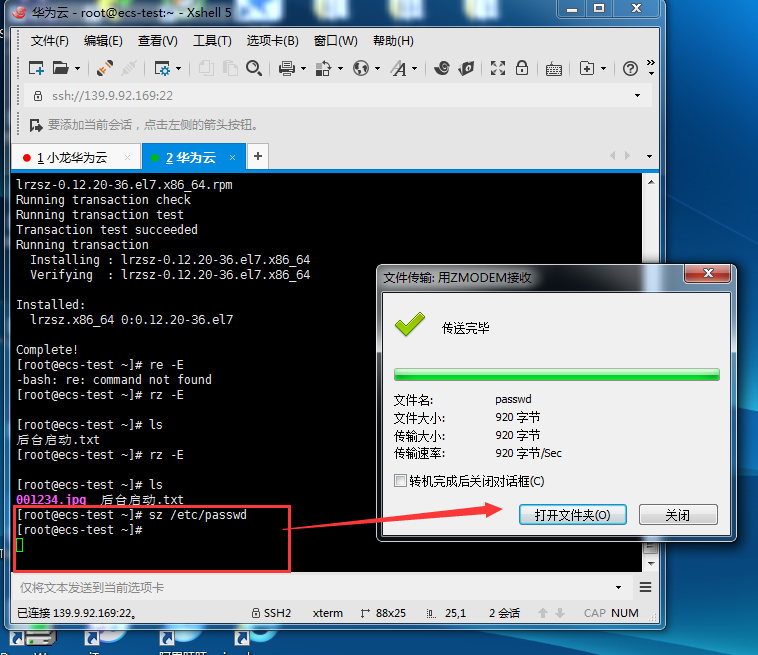 华为云 - root@ecs-test:~ - Xshell 5
文件(F) 编辑(E) 查看(V) 工具(T) 选项卡(B) 窗口(W) 帮助(H)
ssh://139.9.92.169:22
要添加当前会话，点击左侧的箭头按钮。
1 小龙华为云 × 2 华为云 × +
lrzsz-0.12.20-36.el7.x86_64.rpm
Running transaction check
Running transaction test
Transaction test succeeded
Running transaction
Installing : lrzsz-0.12.20-36.el7.x86_64
Verifying  : lrzsz-0.12.20-36.el7.x86_64
Installed:
lrzsz.x86_64 0:0.12.20-36.el7
Complete!
[root@ecs-test ~]# re -E
-bash: re: command not found
[root@ecs-test ~]# rz -E
[root@ecs-test ~]# ls
后台启动.txt
[root@ecs-test ~]# rz -E
[root@ecs-test ~]# ls
001234.jpg  后台启动.txt
[root@ecs-test ~]# sz /etc/passwd
[root@ecs-test ~]#
文件传输: 用ZMODEM接收
传送完毕
文件名: passwd
文件大小: 920 字节
传输大小: 920 字节
传输速率: 920 字节/Sec
转机完成后关闭对话框(C)
打开文件夹(O) 关闭
仅将文本发送到当前选项卡
已连接 139.9.92.169:22。 SSH2 xterm 88x25 25,1 2 会话 CAP NUM